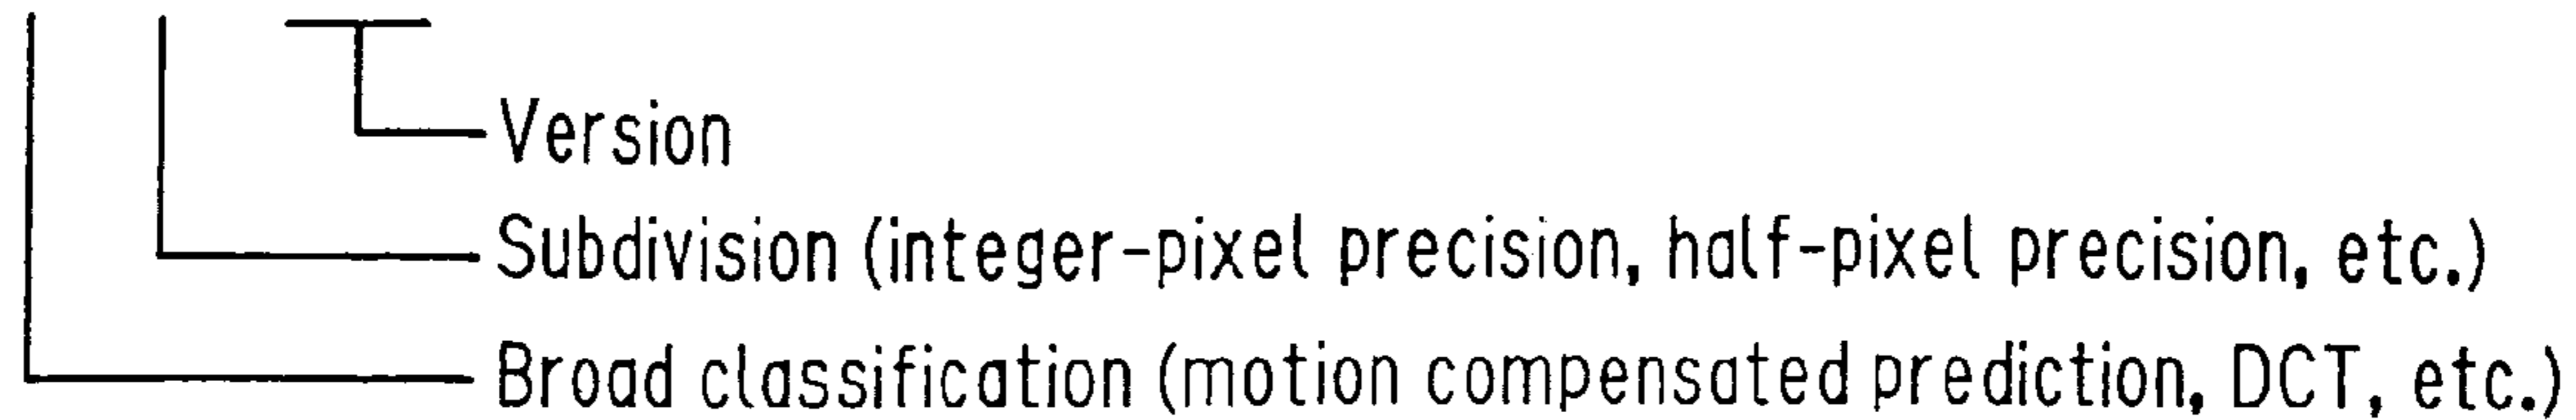 Version
Subdivision (integer-pixel precision, half-pixel precision, etc.)
Broad classification (motion compensated prediction, DCT, etc.)